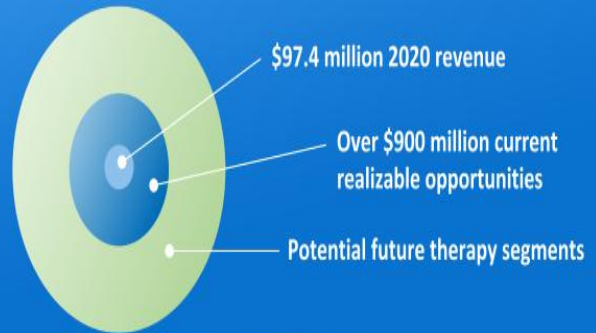 $97.4 million 2020 revenue
Over $900 million current
realizable opportunities
Potential future therapy segments